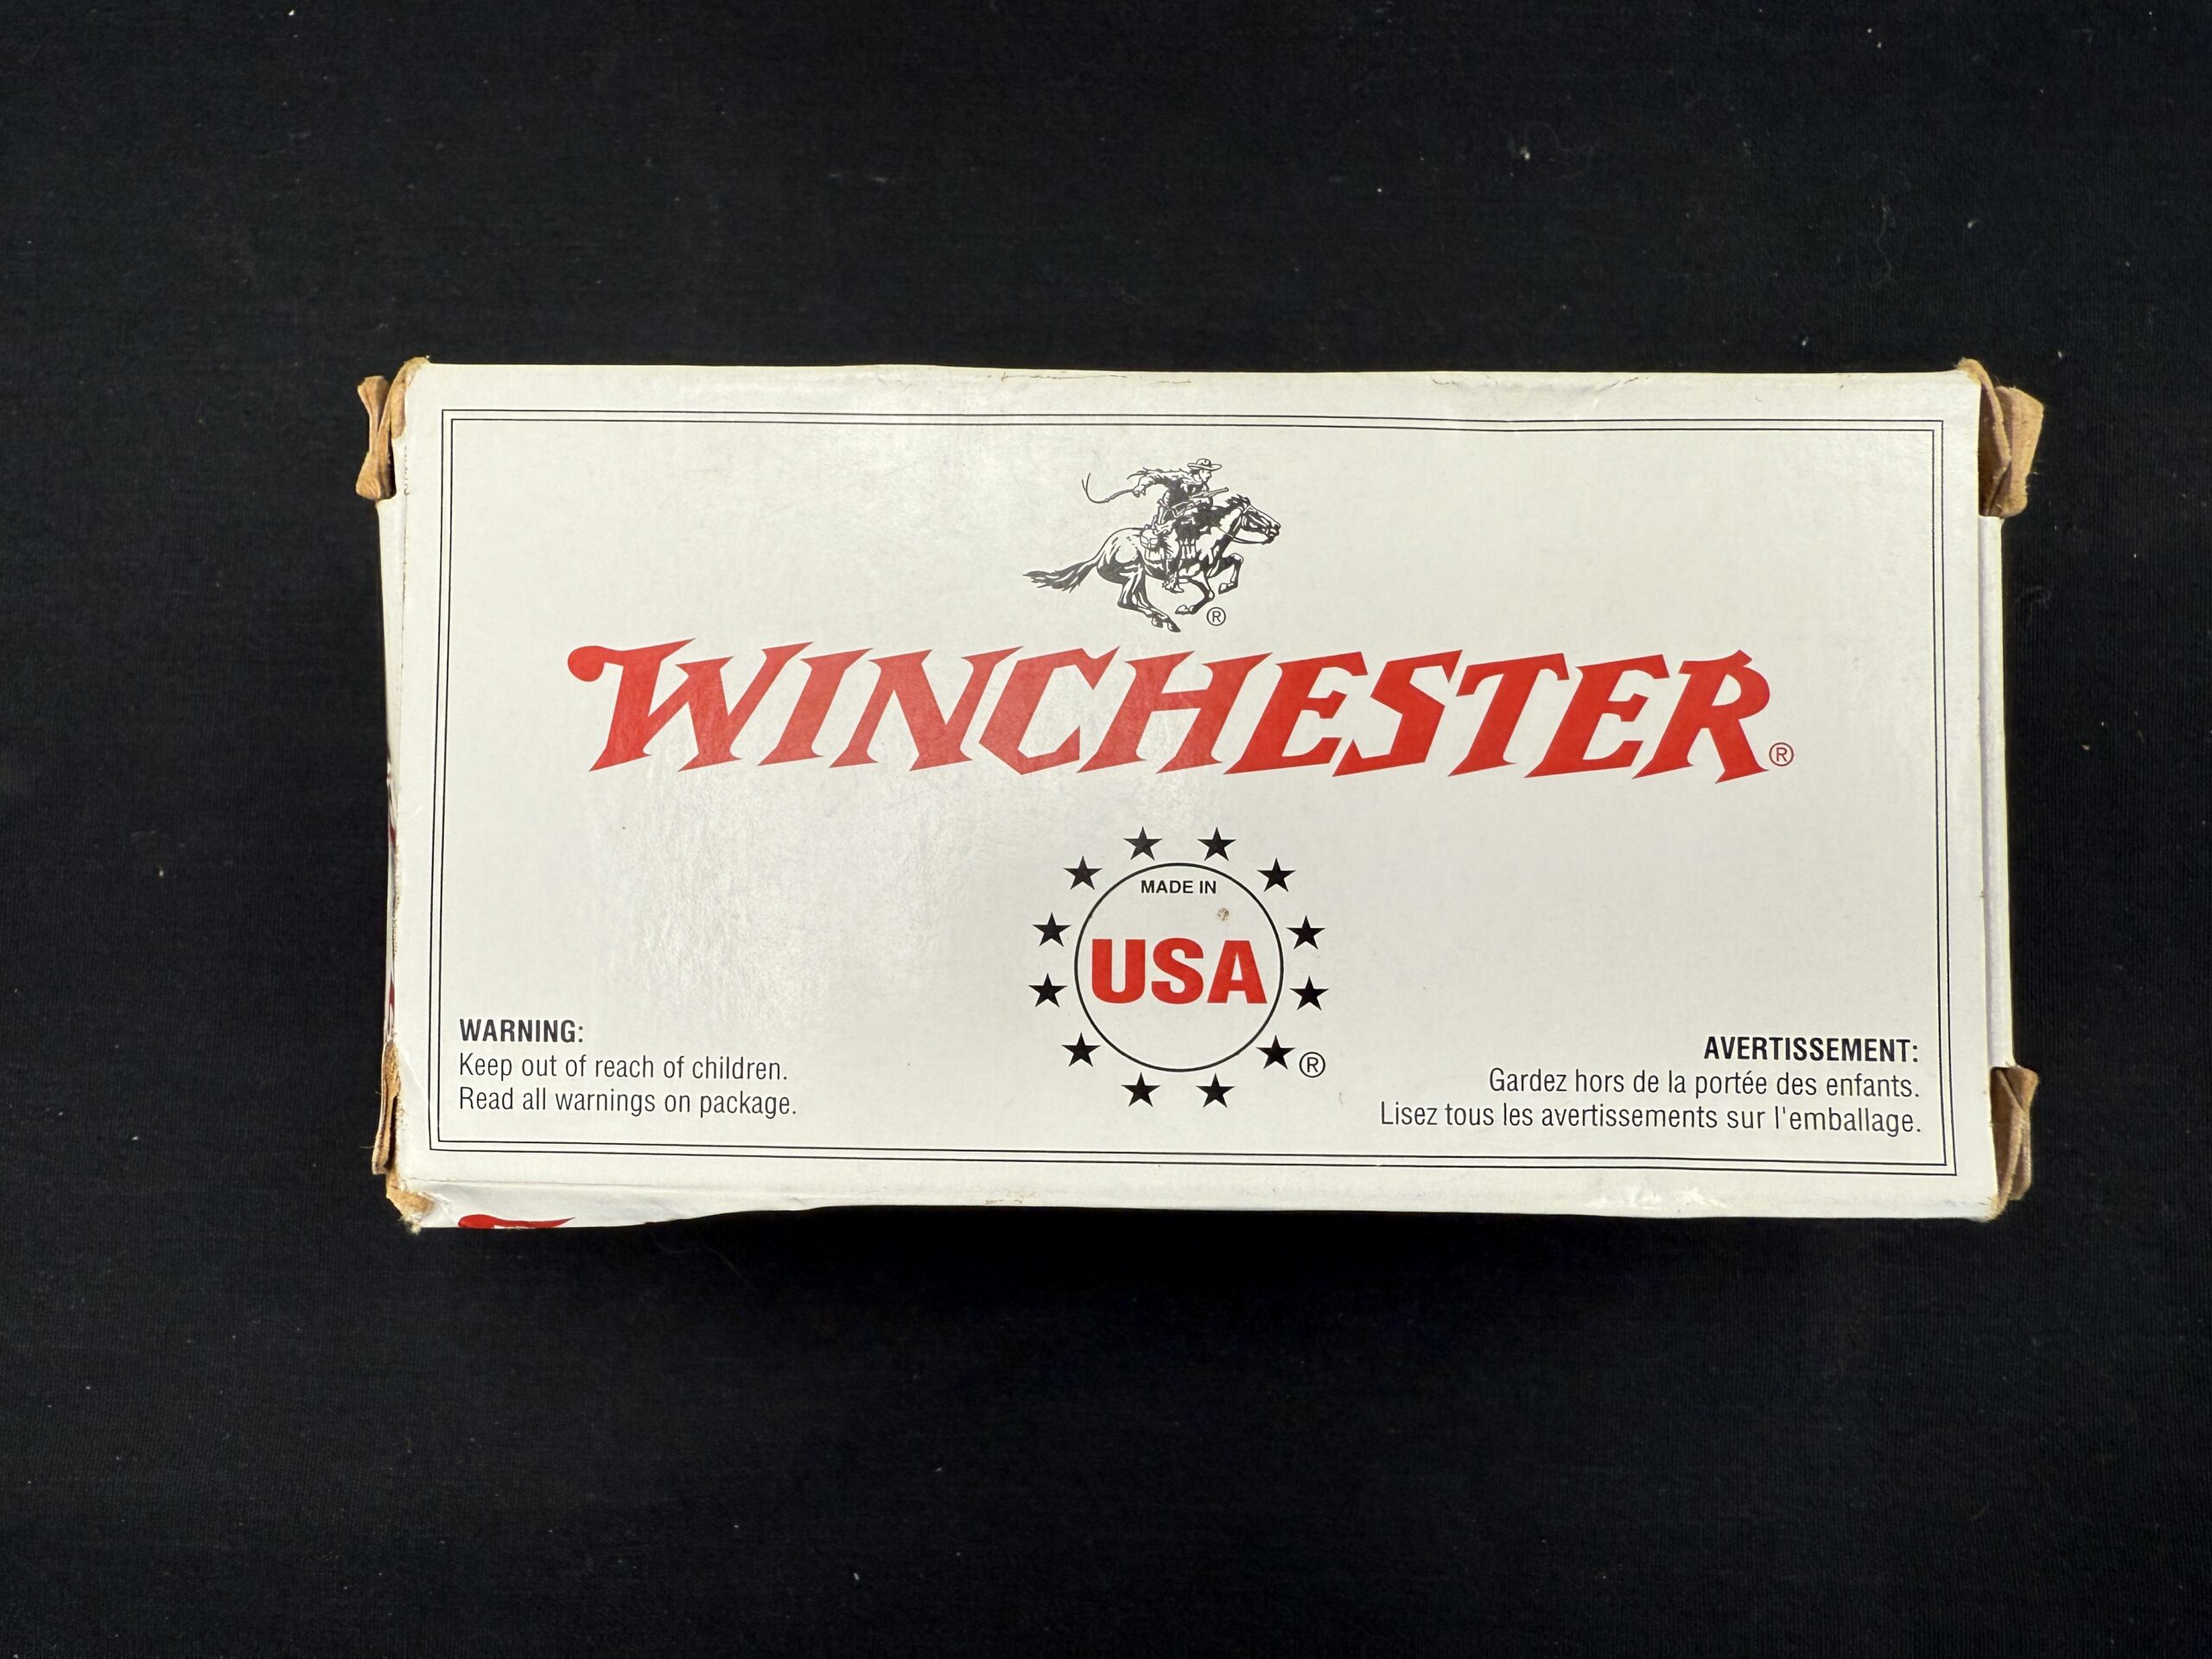 ®
WINCHESTER®
MADE IN
USA
®
WARNING:
Keep out of reach of children.
Read all warnings on package.
AVERTISSEMENT:
Gardez hors de la portée des enfants.
Lisez tous les avertissements sur l'emballage.